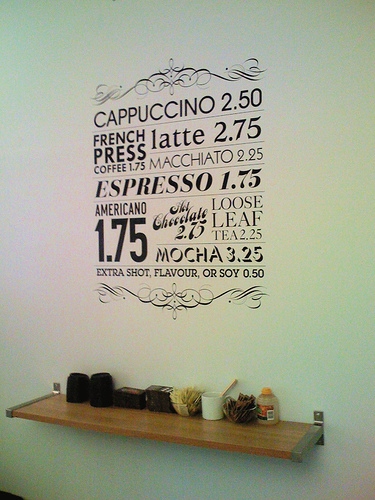 CAPPUCCINO 2.50
FRENCH PRESS COFFEE 1.75
latte 2.75
MACCHIATO 2.25
ESPRESSO 1.75
AMERICANO 1.75
Hot Chocolate 2.75
LOOSE LEAF TEA 2.25
MOCHA 3.25
EXTRA SHOT, FLAVOUR, OR SOY 0.50